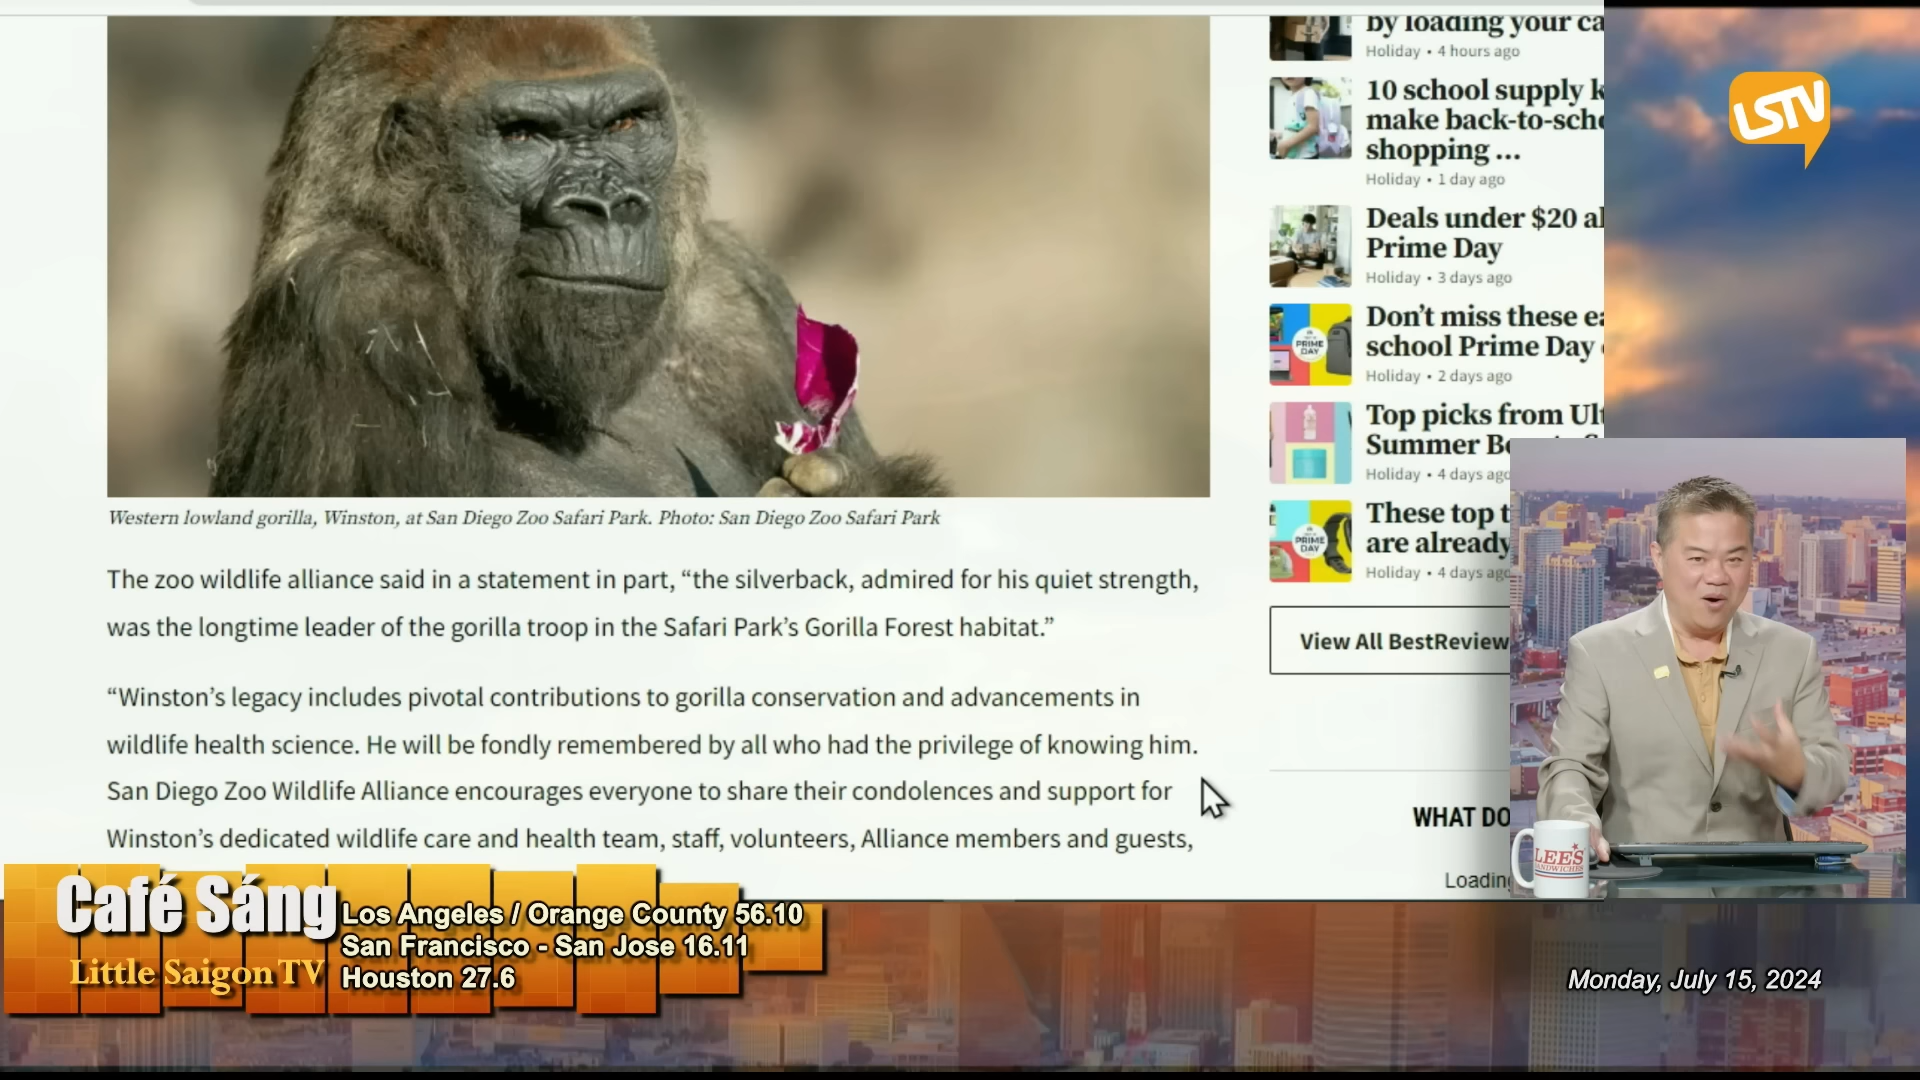 by loading your ca
Holiday • 4 hours ago
10 school supply k
make back-to-scho
shopping ...
Holiday • 1 day ago
Deals under $20 al
Prime Day
Holiday • 3 days ago
Don’t miss these ea
school Prime Day
Holiday • 2 days ago
PRIME
DAY
Top picks from Ult
Summer Be
Holiday • 4 days ago
These top t
are already
Holiday • 4 days ago
PRIME
DAY
View All BestReview
WHAT DO
Loading
LSTV
Western lowland gorilla, Winston, at San Diego Zoo Safari Park. Photo: San Diego Zoo Safari Park
The zoo wildlife alliance said in a statement in part, “the silverback, admired for his quiet strength,
was the longtime leader of the gorilla troop in the Safari Park’s Gorilla Forest habitat.”
“Winston’s legacy includes pivotal contributions to gorilla conservation and advancements in
wildlife health science. He will be fondly remembered by all who had the privilege of knowing him.
San Diego Zoo Wildlife Alliance encourages everyone to share their condolences and support for
Winston’s dedicated wildlife care and health team, staff, volunteers, Alliance members and guests,
LEE'S
SANDWICHES
Café Sáng
Little Saigon TV
Los Angeles / Orange County 56.10
San Francisco - San Jose 16.11
Houston 27.6
Monday, July 15, 2024